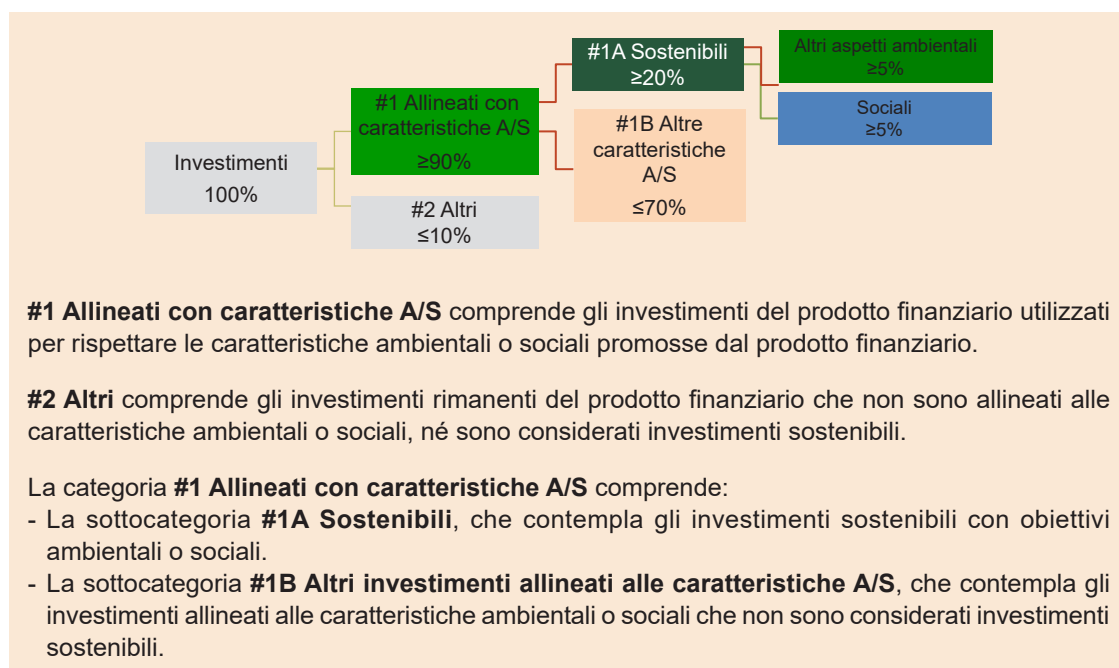 #1A Sostenibili
≥20%
Altri aspetti ambientali
≥5%
#1 Allineati con
caratteristiche A/S
≥90%
Sociali
≥5%
#1B Altre
caratteristiche
A/S
≤70%
Investimenti
100%
#2 Altri
≤10%
#1 Allineati con caratteristiche A/S comprende gli investimenti del prodotto finanziario utilizzati
per rispettare le caratteristiche ambientali o sociali promosse dal prodotto finanziario.
#2 Altri comprende gli investimenti rimanenti del prodotto finanziario che non sono allineati alle
caratteristiche ambientali o sociali, né sono considerati investimenti sostenibili.
La categoria #1 Allineati con caratteristiche A/S comprende:
- La sottocategoria #1A Sostenibili, che contempla gli investimenti sostenibili con obiettivi
ambientali o sociali.
- La sottocategoria #1B Altri investimenti allineati alle caratteristiche A/S, che contempla gli
investimenti allineati alle caratteristiche ambientali o sociali che non sono considerati investimenti
sostenibili.